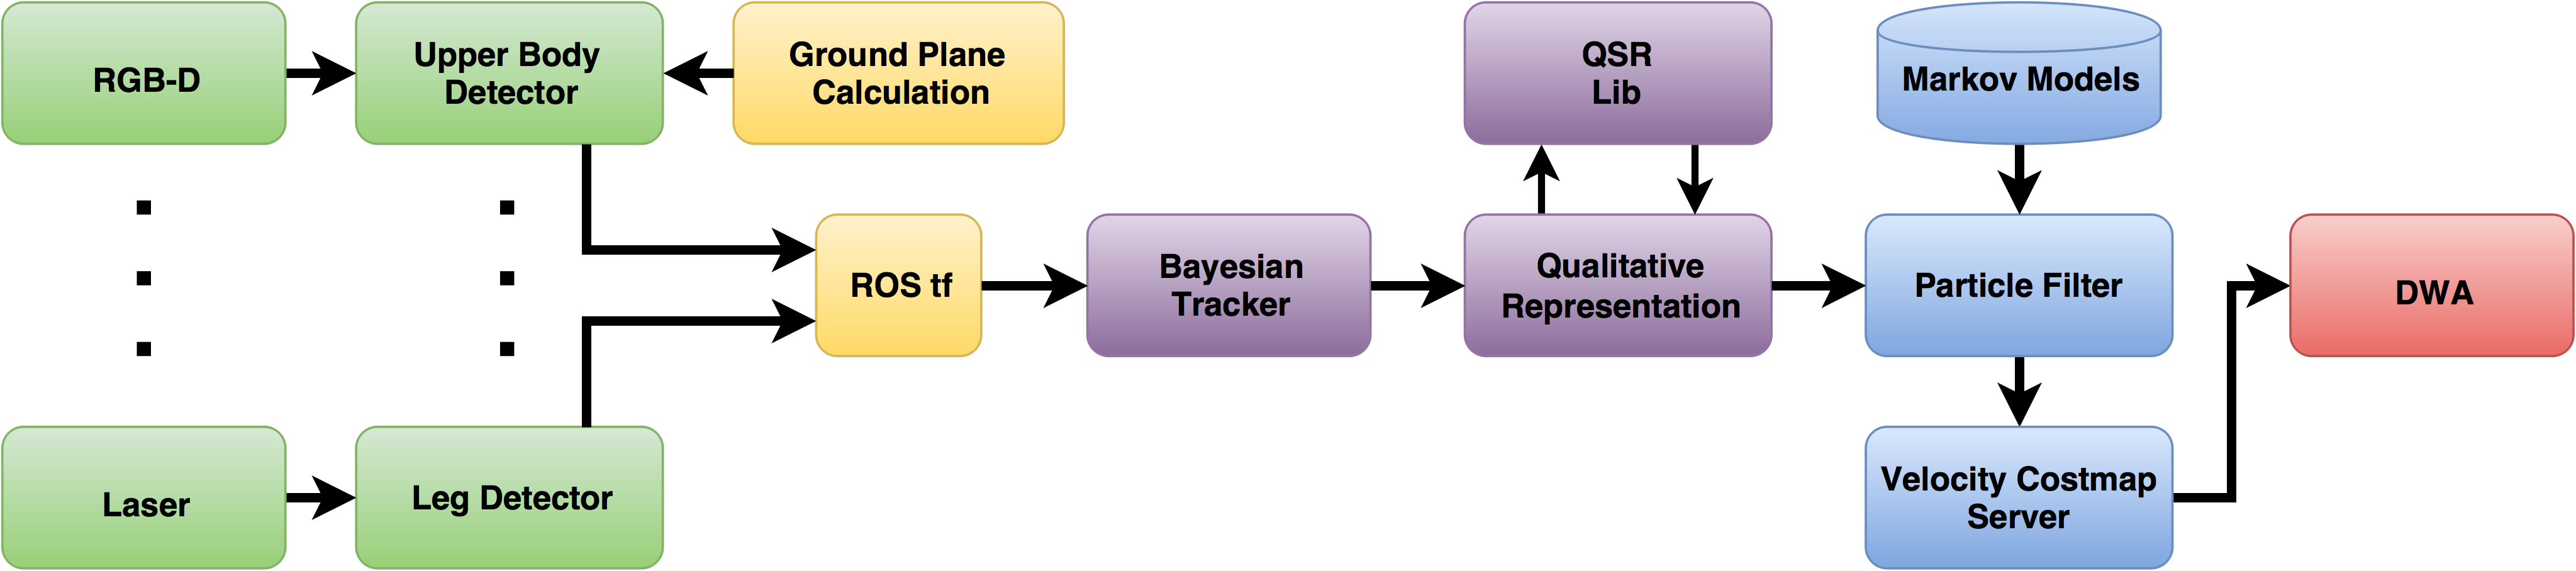 RGB-D
Upper Body
Detector
Ground Plane
Calculation
QSR
Lib
Markov Models
ROS tf
Bayesian
Tracker
Qualitative
Representation
Particle Filter
DWA
Laser
Leg Detector
Velocity Costmap
Server